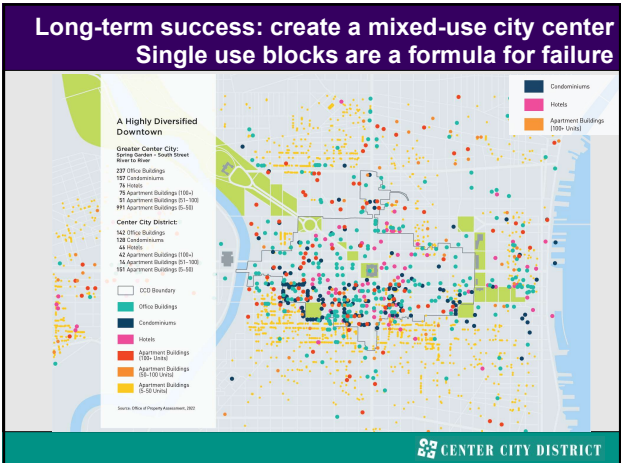 Long-term success: create a mixed-use city center
Single use blocks are a formula for failure
A Highly Diversified
Downtown
Greater Center City:
Spring Garden – South Street
River to River
237 Office Buildings
157 Condominiums
76 Hotels
75 Apartment Buildings (100+)
51 Apartment Buildings (51–100)
991 Apartment Buildings (5–50)
Center City District:
142 Office Buildings
128 Condominiums
44 Hotels
42 Apartment Buildings (100+)
14 Apartment Buildings (51–100)
151 Apartment Buildings (5–50)
CCD Boundary
Office Buildings
Condominiums
Hotels
Apartment Buildings
(100+ Units)
Apartment Buildings
(50–100 Units)
Apartment Buildings
(5-50 Units)
Source: Office of Property Assessment, 2022
Condominiums
Hotels
Apartment Buildings
(100+ Units)
CENTER CITY DISTRICT